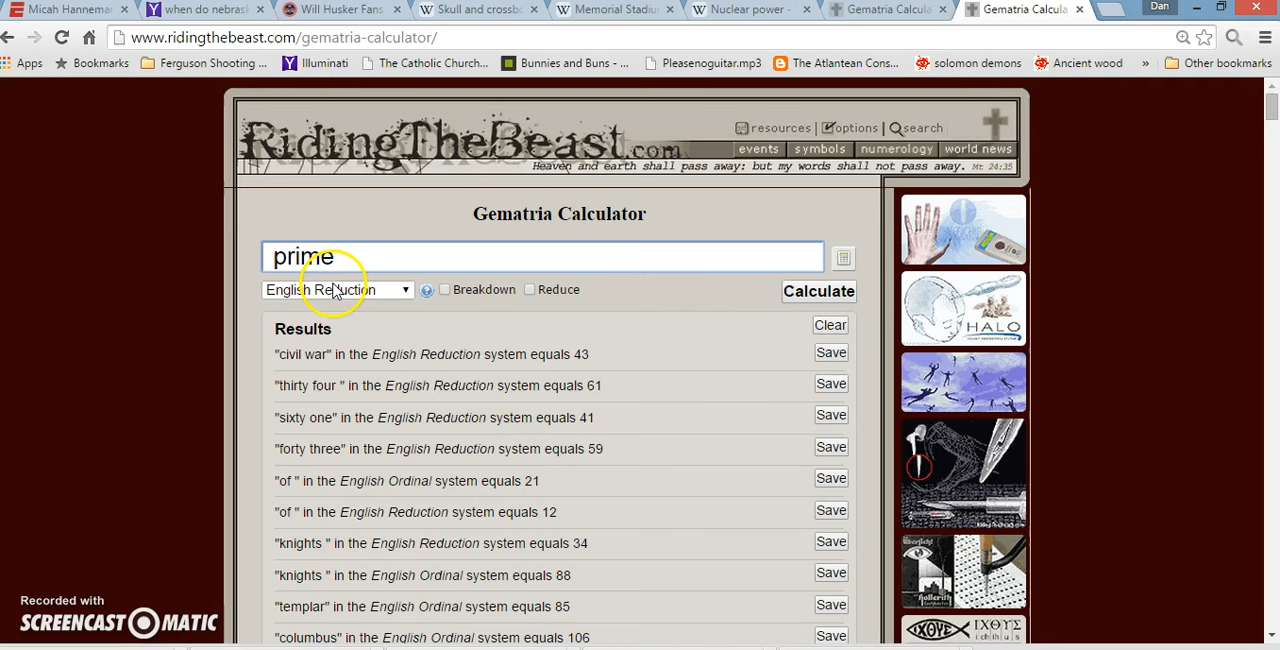 Micah Hanneman
when do nebrask
Will Husker Fans
Skull and crossbo
Memorial Stadiu
Nuclear power -
Gematria Calcula
Gematria Calcula
Dan
www.ridingthebeast.com/gematria-calculator/
Apps Bookmarks Ferguson Shooting ... Illuminati The Catholic Church... Bunnies and Buns - ... Pleasenoguitar.mp3 The Atlantean Cons... solomon demons Ancient wood » Other bookmarks
RidingTheBeast.com
resources | options | search
events | symbols | numerology | world news
Heaven and earth shall pass away: but my words shall not pass away. Mt 24:35
Gematria Calculator
prime
English Reduction Breakdown Reduce Calculate
Results Clear
"civil war" in the English Reduction system equals 43 Save
"thirty four " in the English Reduction system equals 61 Save
"sixty one" in the English Reduction system equals 41 Save
"forty three" in the English Reduction system equals 59 Save
"of " in the English Ordinal system equals 21 Save
"of " in the English Reduction system equals 12 Save
"knights " in the English Reduction system equals 34 Save
"knights " in the English Ordinal system equals 88 Save
"templar" in the English Ordinal system equals 85 Save
"columbus" in the English Ordinal system equals 106 Save
HALO
ΙΧΘΥΣ
Recorded with
SCREENCAST-O-MATIC